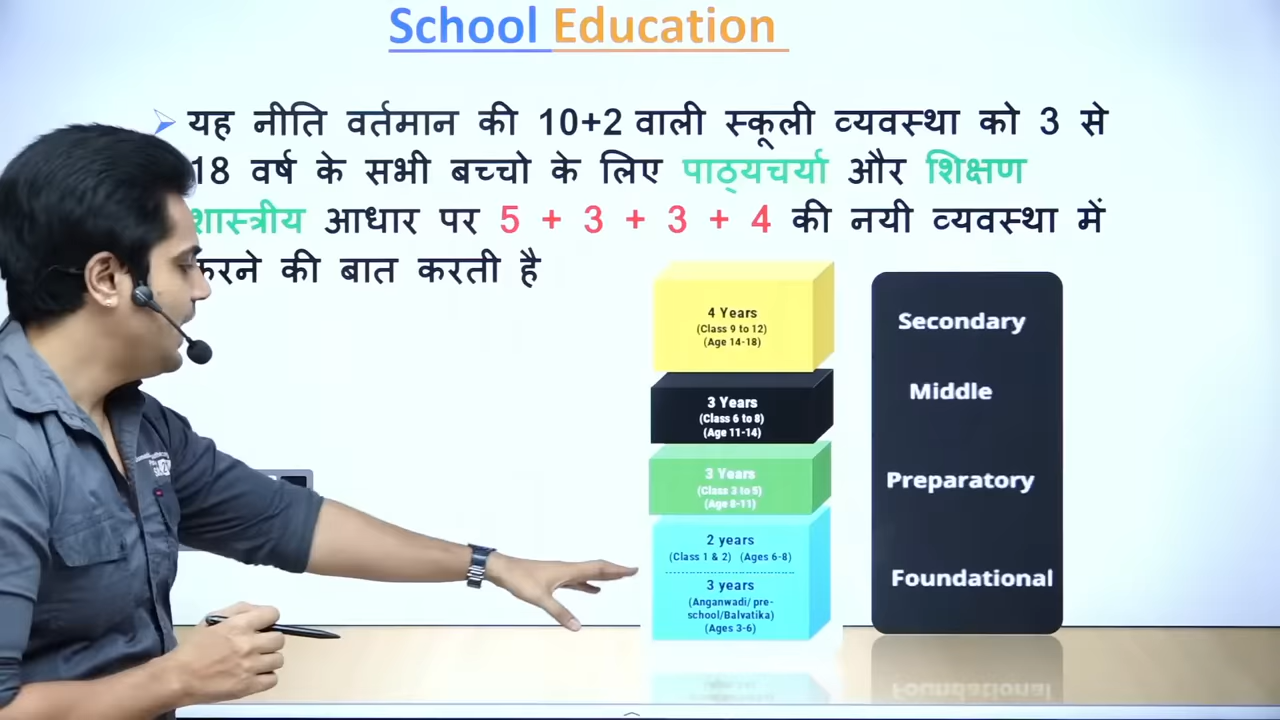 School Education
यह नीति वर्तमान की 10+2 वाली स्कूली व्यवस्था को 3 से
18 वर्ष के सभी बच्चो के लिए पाठ्यचर्या और शिक्षण
शास्त्रीय आधार पर 5 + 3 + 3 + 4 की नयी व्यवस्था में
करने की बात करती है
4 Years
(Class 9 to 12)
(Age 14-18)
Secondary
3 Years
(Class 6 to 8)
(Age 11-14)
Middle
3 Years
(Class 3 to 5)
(Age 8-11)
Preparatory
2 years
(Class 1 & 2) (Ages 6-8)
3 years
(Anganwadi/ pre-
school/Balvatika)
(Ages 3-6)
Foundational